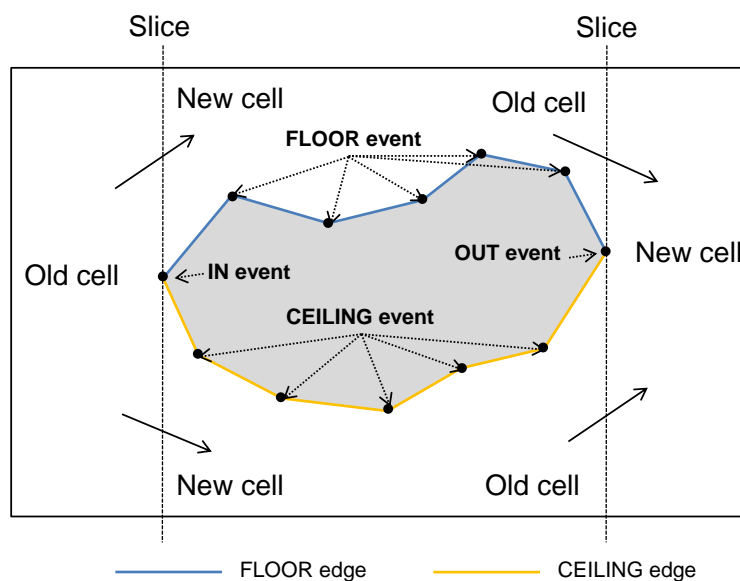 Slice Slice
New cell Old cell
FLOOR event
OUT event
New cell
Old cell IN event
CEILING event
New cell Old cell
FLOOR edge CEILING edge